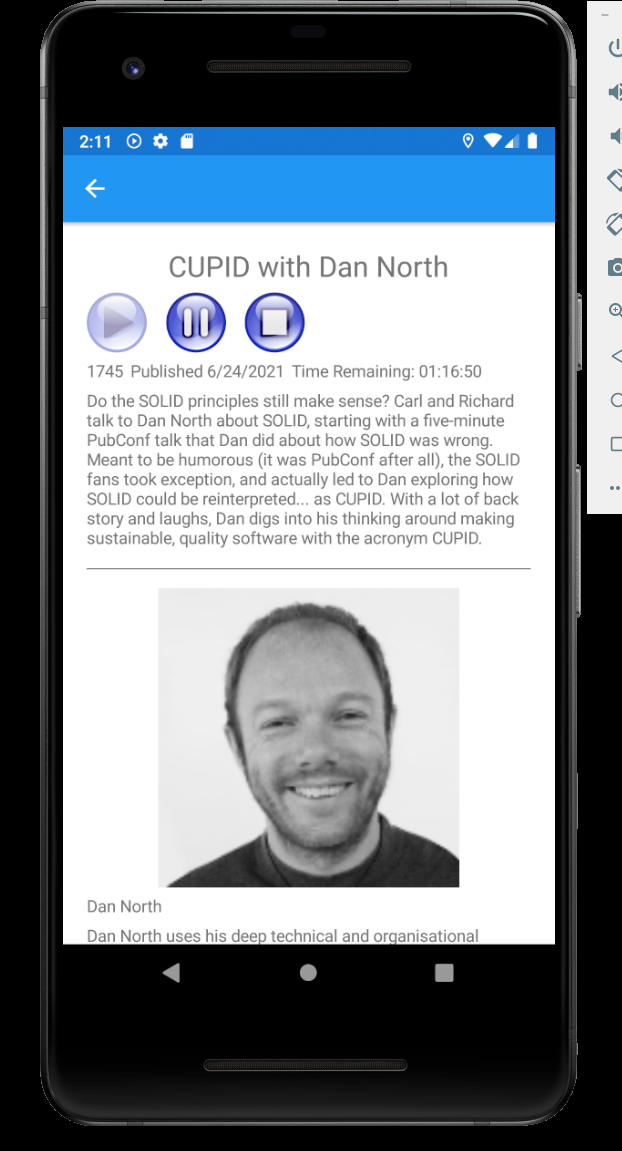 2:11
CUPID with Dan North
1745 Published 6/24/2021 Time Remaining: 01:16:50
Do the SOLID principles still make sense? Carl and Richard
talk to Dan North about SOLID, starting with a five-minute
PubConf talk that Dan did about how SOLID was wrong.
Meant to be humorous (it was PubConf after all), the SOLID
fans took exception, and actually led to Dan exploring how
SOLID could be reinterpreted... as CUPID. With a lot of back
story and laughs, Dan digs into his thinking around making
sustainable, quality software with the acronym CUPID.
Dan North
Dan North uses his deep technical and organisational